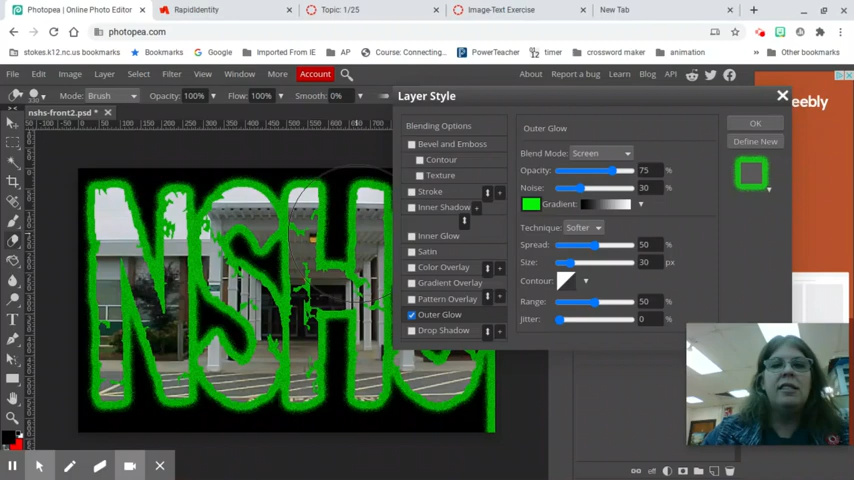 Photopea | Online Photo Editor
RapidIdentity
Topic: 1/25
Image-Text Exercise
New Tab
photopea.com
stokes.k12.nc.us bookmarks
Bookmarks
Google
Imported From IE
AP
Course: Connecting...
PowerTeacher
timer
crossword maker
animation
Other bookmarks
File Edit Image Layer Select Filter View Window More Account
About Report a bug Learn Blog API
Mode: Brush Opacity: 100% Flow: 100% Smooth: 0%
nshs-front2.psd *
Layer Style
Blending Options
Bevel and Emboss
Contour
Texture
Stroke
Inner Shadow
Inner Glow
Satin
Color Overlay
Gradient Overlay
Pattern Overlay
Outer Glow
Drop Shadow
Outer Glow
Blend Mode: Screen
Opacity: 75 %
Noise: 30 %
Gradient:
Technique: Softer
Spread: 50 %
Size: 30 px
Contour:
Range: 50 %
Jitter: 0 %
OK
Define New
eebly
NSHS